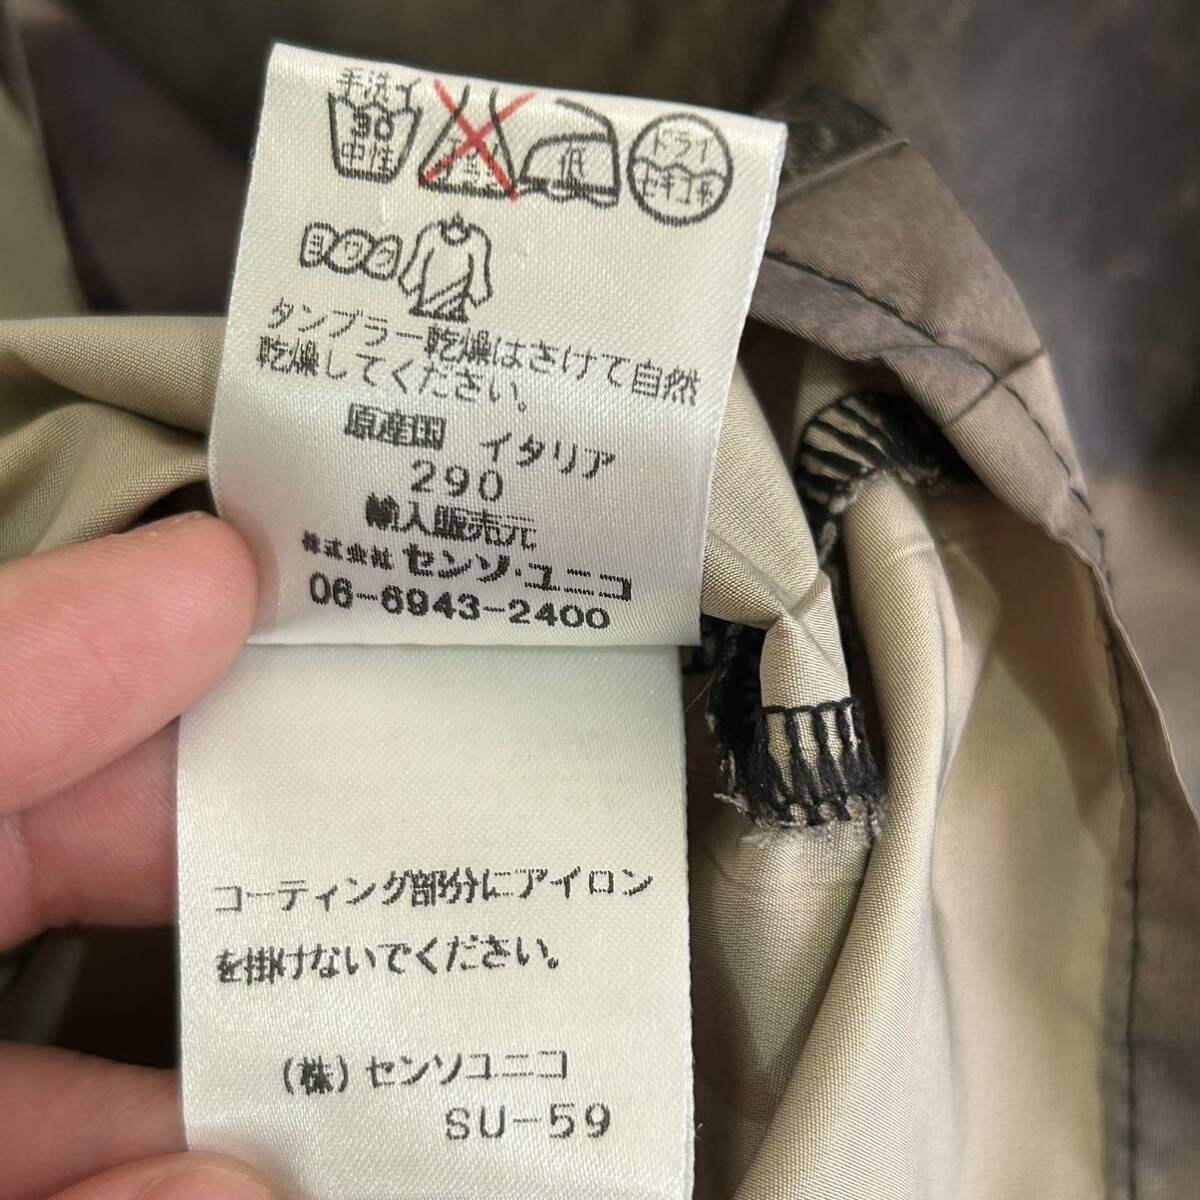 手洗イ
30
中性
低
ドライ
セキユ系
タンブラー乾燥はさけて自然
乾燥してください。
原産国 イタリア
290
輸入販売元
株式会社 センソ・ユニコ
06-6943-2400
コーティング部分にアイロン
を掛けないでください。
(株)センソユニコ
SU-59